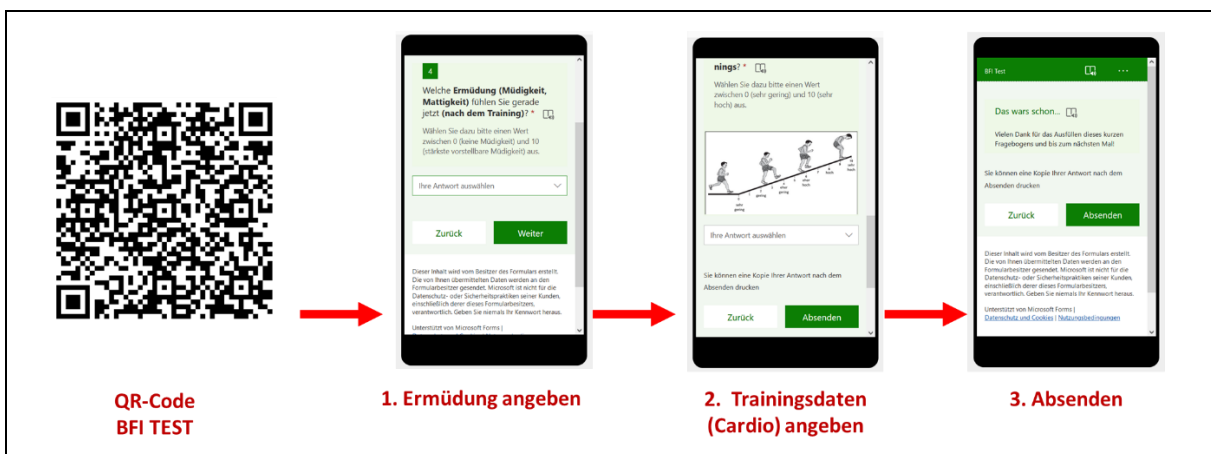 QR-Code
BFI TEST
4
Welche Ermüdung (Müdigkeit,
Mattigkeit) fühlen Sie gerade
jetzt (nach dem Training)? *
Wählen Sie dazu bitte einen Wert
zwischen 0 (keine Müdigkeit) und 10
(stärkste vorstellbare Müdigkeit) aus.
Ihre Antwort auswählen
Zurück
Weiter
Dieser Inhalt wird vom Besitzer des Formulars erstellt.
Die von Ihnen übermittelten Daten werden an den
Formularbesitzer gesendet. Microsoft ist nicht für die
Datenschutz- oder Sicherheitspraktiken seiner Kunden,
einschließlich derer dieses Formularbesitzers,
verantwortlich. Geben Sie niemals Ihr Kennwort heraus.
Unterstützt von Microsoft Forms |
1. Ermüdung angeben
nings? *
Wählen Sie dazu bitte einen Wert
zwischen 0 (sehr gering) und 10 (sehr
hoch) aus.
sehr
gering
gering
hoch
sehr
hoch
Ihre Antwort auswählen
Sie können eine Kopie Ihrer Antwort nach dem
Absenden drucken
Zurück
Absenden
2. Trainingsdaten
(Cardio) angeben
BFI Test
Das wars schon...
Vielen Dank für das Ausfüllen dieses kurzen
Fragebogens und bis zum nächsten Mal!
Sie können eine Kopie Ihrer Antwort nach dem
Absenden drucken
Zurück
Absenden
Dieser Inhalt wird vom Besitzer des Formulars erstellt.
Die von Ihnen übermittelten Daten werden an den
Formularbesitzer gesendet. Microsoft ist nicht für die
Datenschutz- oder Sicherheitspraktiken seiner Kunden,
einschließlich derer dieses Formularbesitzers,
verantwortlich. Geben Sie niemals Ihr Kennwort heraus.
Unterstützt von Microsoft Forms |
Datenschutz und Cookies | Nutzungsbedingungen
3. Absenden